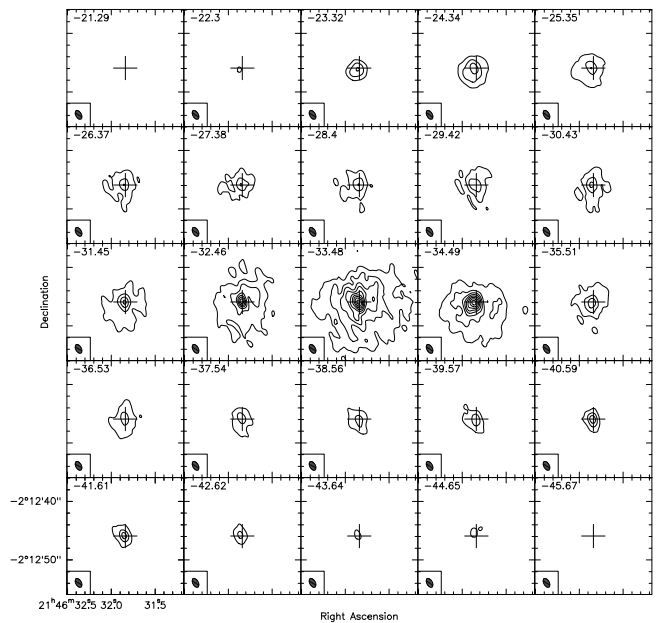 −21.29 −22.3 −23.32 −24.34 −25.35
−26.37 −27.38 −28.4 −29.42 −30.43
−31.45 −32.46 −33.48 −34.49 −35.51
Declination
−36.53 −37.54 −38.56 −39.57 −40.59
−41.61 −42.62 −43.64 −44.65 −45.67
−2°12'40"
−2°12'50"
21h46m32s.5 32s.0 31s.5
Right Ascension